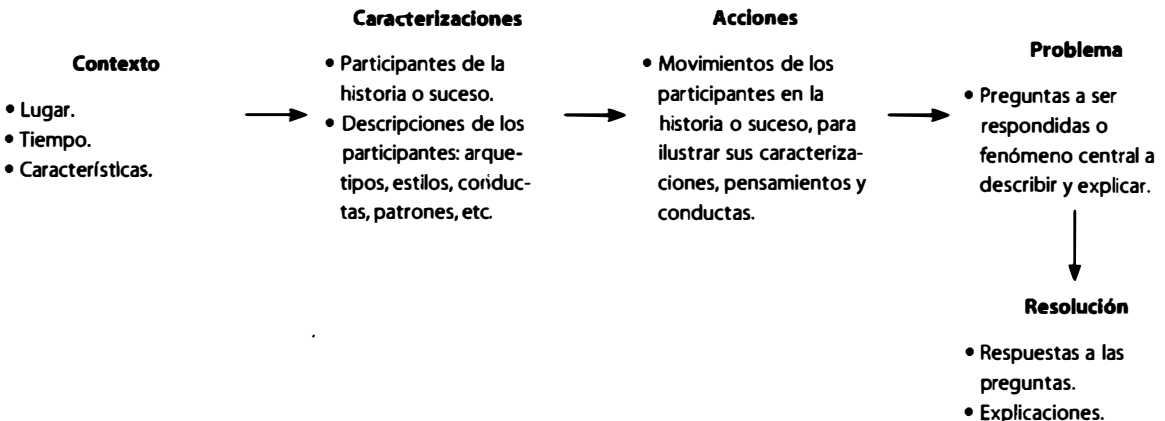 Contexto
• Lugar.
• Tiempo.
• Características.
Caracterizaciones
• Participantes de la
historia o suceso.
• Descripciones de los
participantes: arque-
tipos, estilos, conduc-
tas, patrones, etc.
Acciones
• Movimientos de los
participantes en la
historia o suceso, para
ilustrar sus caracteriza-
ciones, pensamientos y
conductas.
Problema
• Preguntas a ser
respondidas o
fenómeno central a
describir y explicar.
Resolución
• Respuestas a las
preguntas.
• Explicaciones.